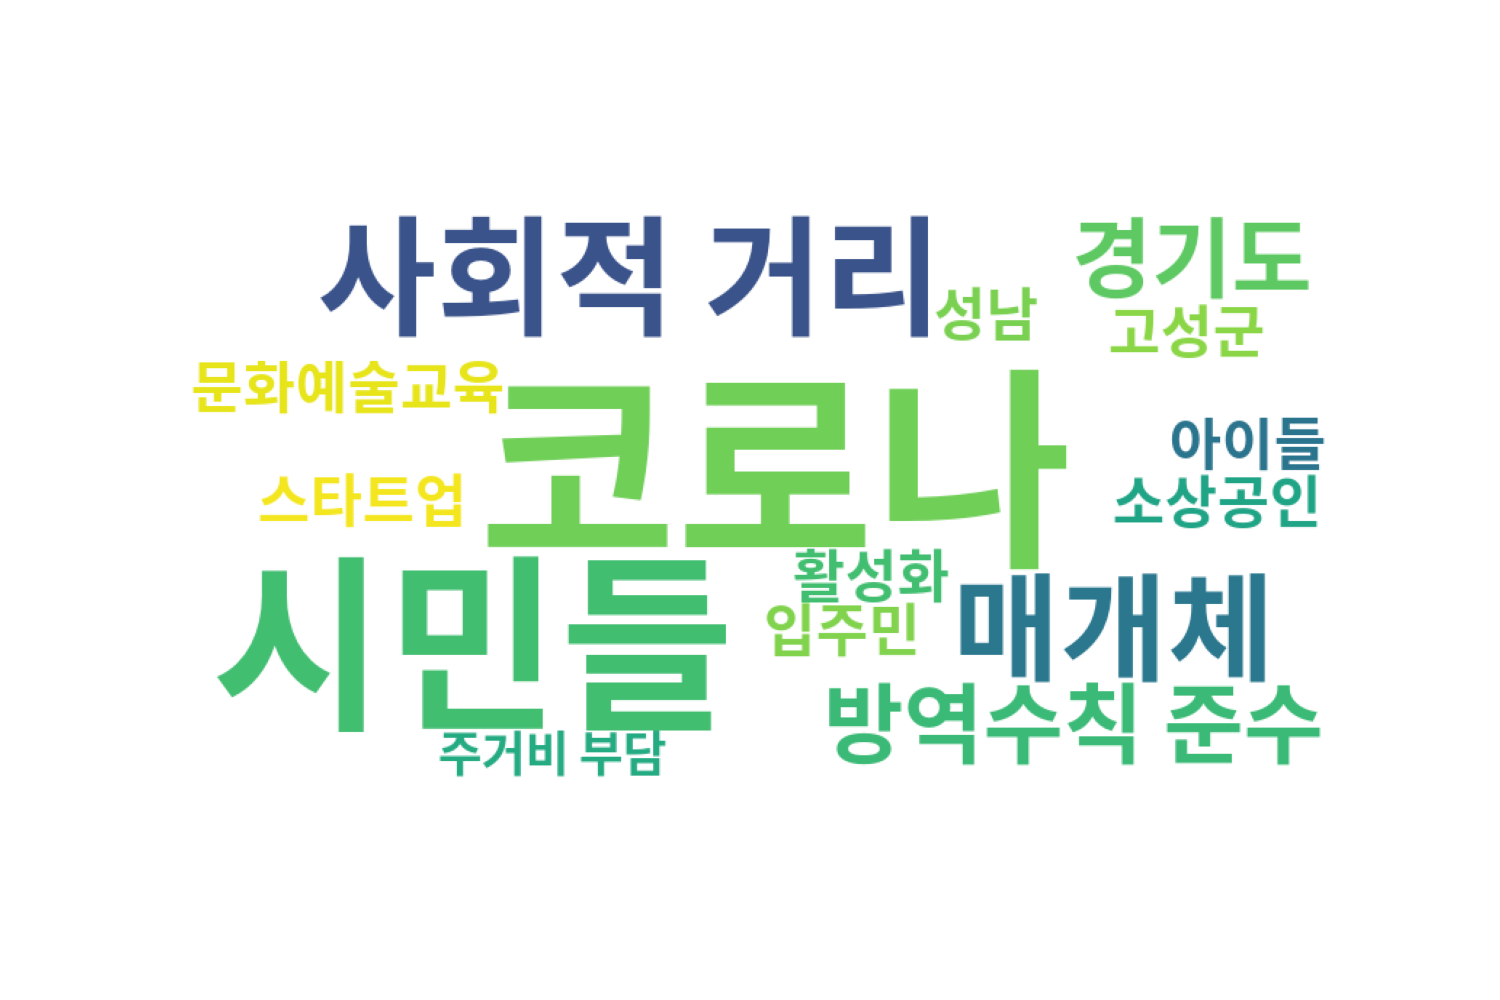 사회적 거리
경기도
성남
고성군
문화예술교육
코로나
아이들
스타트업
소상공인
시민들
활성화
입주민
매개체
방역수칙 준수
주거비 부담